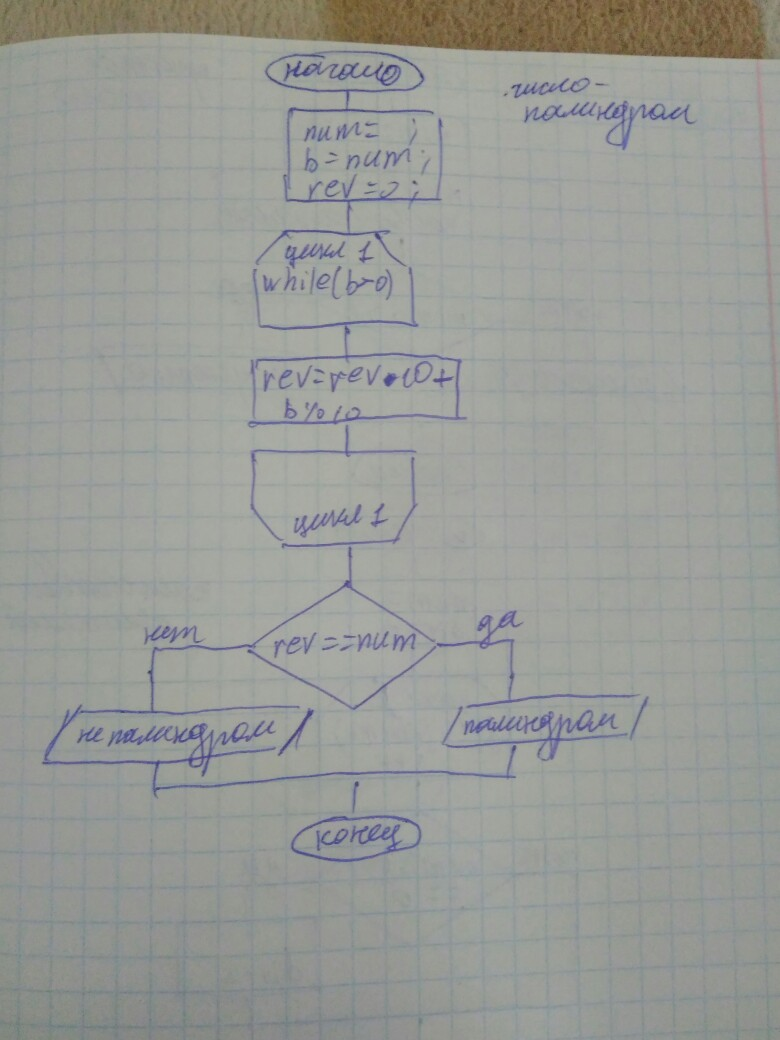 начало
число-
палиндром
num= ;
b=num;
rev=0;
цикл 1
while(b>0)
rev=rev*10+
b%10
цикл 1
нет
да
rev==num
не палиндром
палиндром
конец